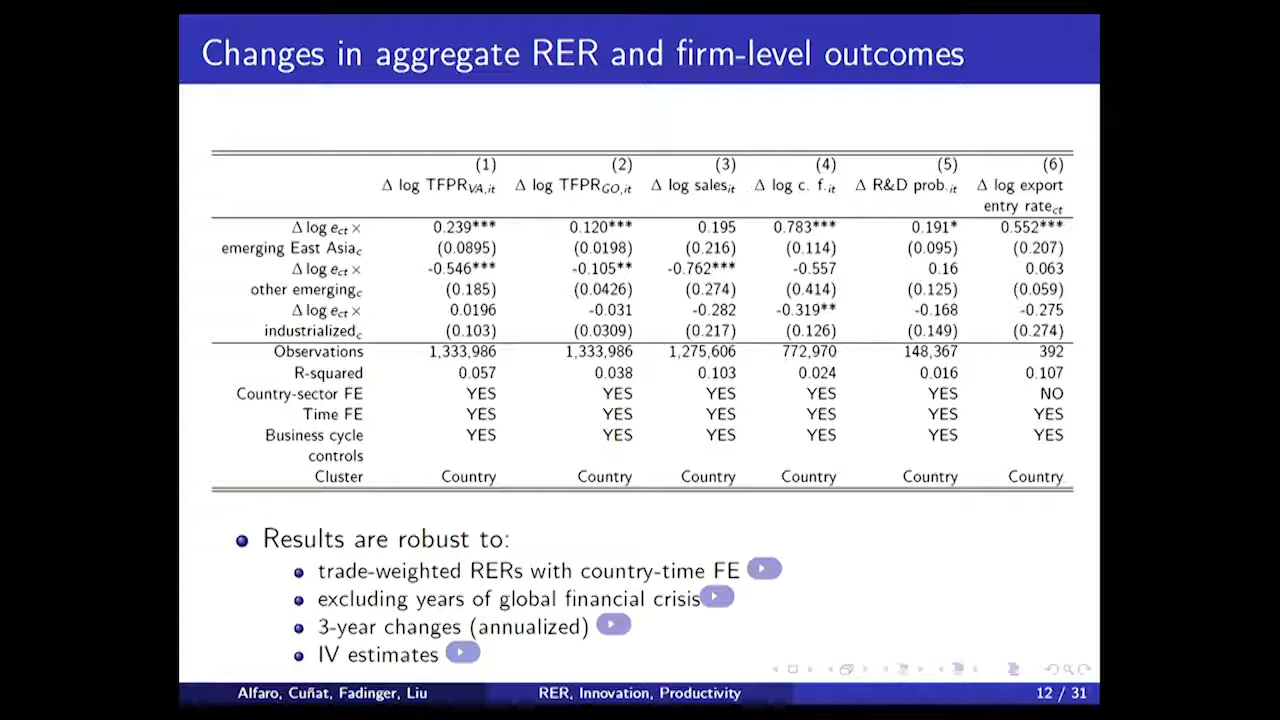 Changes in aggregate RER and firm-level outcomes
(1) (2) (3) (4) (5) (6)
Δ log TFPR_VA,it Δ log TFPR_GO,it Δ log sales_it Δ log c. f._it Δ R&D prob._it Δ log export
entry rate_ct
Δ log e_ct × 0.239*** 0.120*** 0.195 0.783*** 0.191* 0.552***
emerging East Asia_c (0.0895) (0.0198) (0.216) (0.114) (0.095) (0.207)
Δ log e_ct × -0.546*** -0.105** -0.762*** -0.557 0.16 0.063
other emerging_c (0.185) (0.0426) (0.274) (0.414) (0.125) (0.059)
Δ log e_ct × 0.0196 -0.031 -0.282 -0.319** -0.168 -0.275
industrialized_c (0.103) (0.0309) (0.217) (0.126) (0.149) (0.274)
Observations 1,333,986 1,333,986 1,275,606 772,970 148,367 392
R-squared 0.057 0.038 0.103 0.024 0.016 0.107
Country-sector FE YES YES YES YES YES NO
Time FE YES YES YES YES YES YES
Business cycle YES YES YES YES YES YES
controls
Cluster Country Country Country Country Country Country
Results are robust to:
trade-weighted RERs with country-time FE
excluding years of global financial crisis
3-year changes (annualized)
IV estimates
Alfaro, Cuñat, Fadinger, Liu RER, Innovation, Productivity 12 / 31